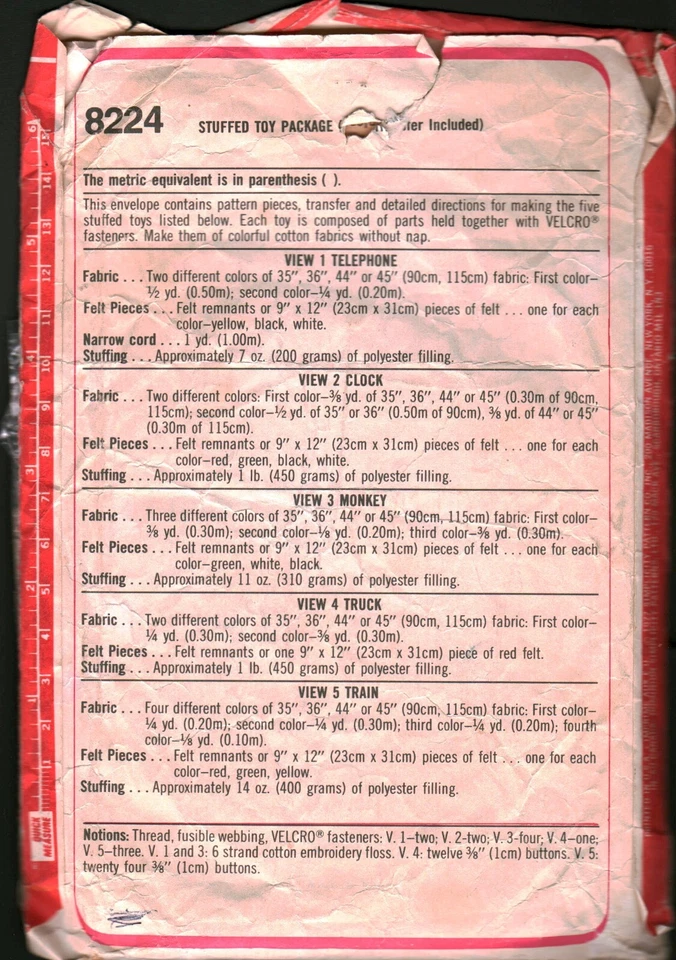 8224 STUFFED TOY PACKAGE ( Included)
The metric equivalent is in parenthesis ( ).
This envelope contains pattern pieces, transfer and detailed directions for making the five
stuffed toys listed below. Each toy is composed of parts held together with VELCRO®
fasteners. Make them of colorful cotton fabrics without nap.
VIEW 1 TELEPHONE
Fabric ... Two different colors of 35”, 36”, 44” or 45” (90cm, 115cm) fabric: First color–
½ yd. (0.50m); second color–¼ yd. (0.20m).
Felt Pieces ... Felt remnants or 9” x 12” (23cm x 31cm) pieces of felt ... one for each
color–yellow, black, white.
Narrow cord ... 1 yd. (1.00m).
Stuffing ... Approximately 7 oz. (200 grams) of polyester filling.
VIEW 2 CLOCK
Fabric ... Two different colors: First color–⅜ yd. of 35”, 36”, 44” or 45” (0.30m of 90cm,
115cm); second color–½ yd. of 35” or 36” (0.50m of 90cm), ⅜ yd. of 44” or 45”
(0.30m of 115cm).
Felt Pieces ... Felt remnants or 9” x 12” (23cm x 31cm) pieces of felt ... one for each
color–red, green, black, white.
Stuffing ... Approximately 1 lb. (450 grams) of polyester filling.
VIEW 3 MONKEY
Fabric ... Three different colors of 35”, 36”, 44” or 45” (90cm, 115cm) fabric: First color–
⅜ yd. (0.30m); second color–⅛ yd. (0.20m); third color–⅜ yd. (0.30m).
Felt Pieces ... Felt remnants or 9” x 12” (23cm x 31cm) pieces of felt ... one for each
color–green, white, black.
Stuffing ... Approximately 11 oz. (310 grams) of polyester filling.
VIEW 4 TRUCK
Fabric ... Two different colors of 35”, 36”, 44” or 45” (90cm, 115cm) fabric: First color–
¼ yd. (0.30m); second color–⅜ yd. (0.30m).
Felt Pieces ... Felt remnants or one 9” x 12” (23cm x 31cm) piece of red felt.
Stuffing ... Approximately 1 lb. (450 grams) of polyester filling.
VIEW 5 TRAIN
Fabric ... Four different colors of 35”, 36”, 44” or 45” (90cm, 115cm) fabric: First color–
¼ yd. (0.20m); second color–¼ yd. (0.30m); third color–¼ yd. (0.20m); fourth
color–⅛ yd. (0.10m).
Felt Pieces ... Felt remnants or 9” x 12” (23cm x 31cm) pieces of felt ... one for each
color–red, green, yellow.
Stuffing ... Approximately 14 oz. (400 grams) of polyester filling.
Notions: Thread, fusible webbing, VELCRO® fasteners: V. 1–two; V. 2–two; V. 3–four; V. 4–one;
V. 5–three. V. 1 and 3: 6 strand cotton embroidery floss. V. 4: twelve ⅜” (1cm) buttons. V. 5:
twenty four ⅜” (1cm) buttons.
QUICK
MEASURE
1
2
3
4
5
6
7
8
9
10
11
12
13
14
15